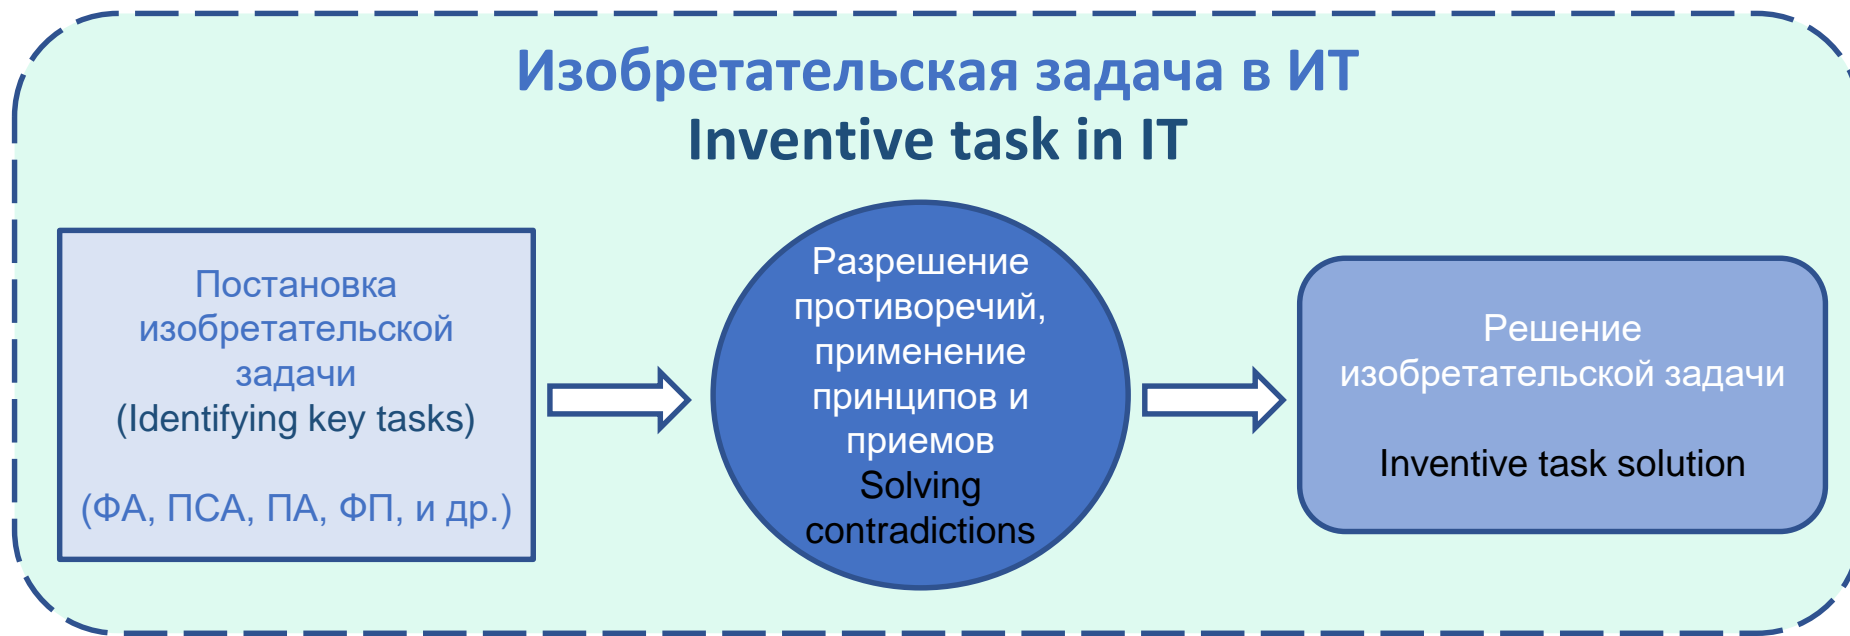 Изобретательская задача в ИТ
Inventive task in IT
Постановка
изобретательской
задачи
(Identifying key tasks)
(ФА, ПСА, ПА, ФП, и др.)
Разрешение
противоречий,
применение
принципов и
приемов
Solving
contradictions
Решение
изобретательской задачи
Inventive task solution